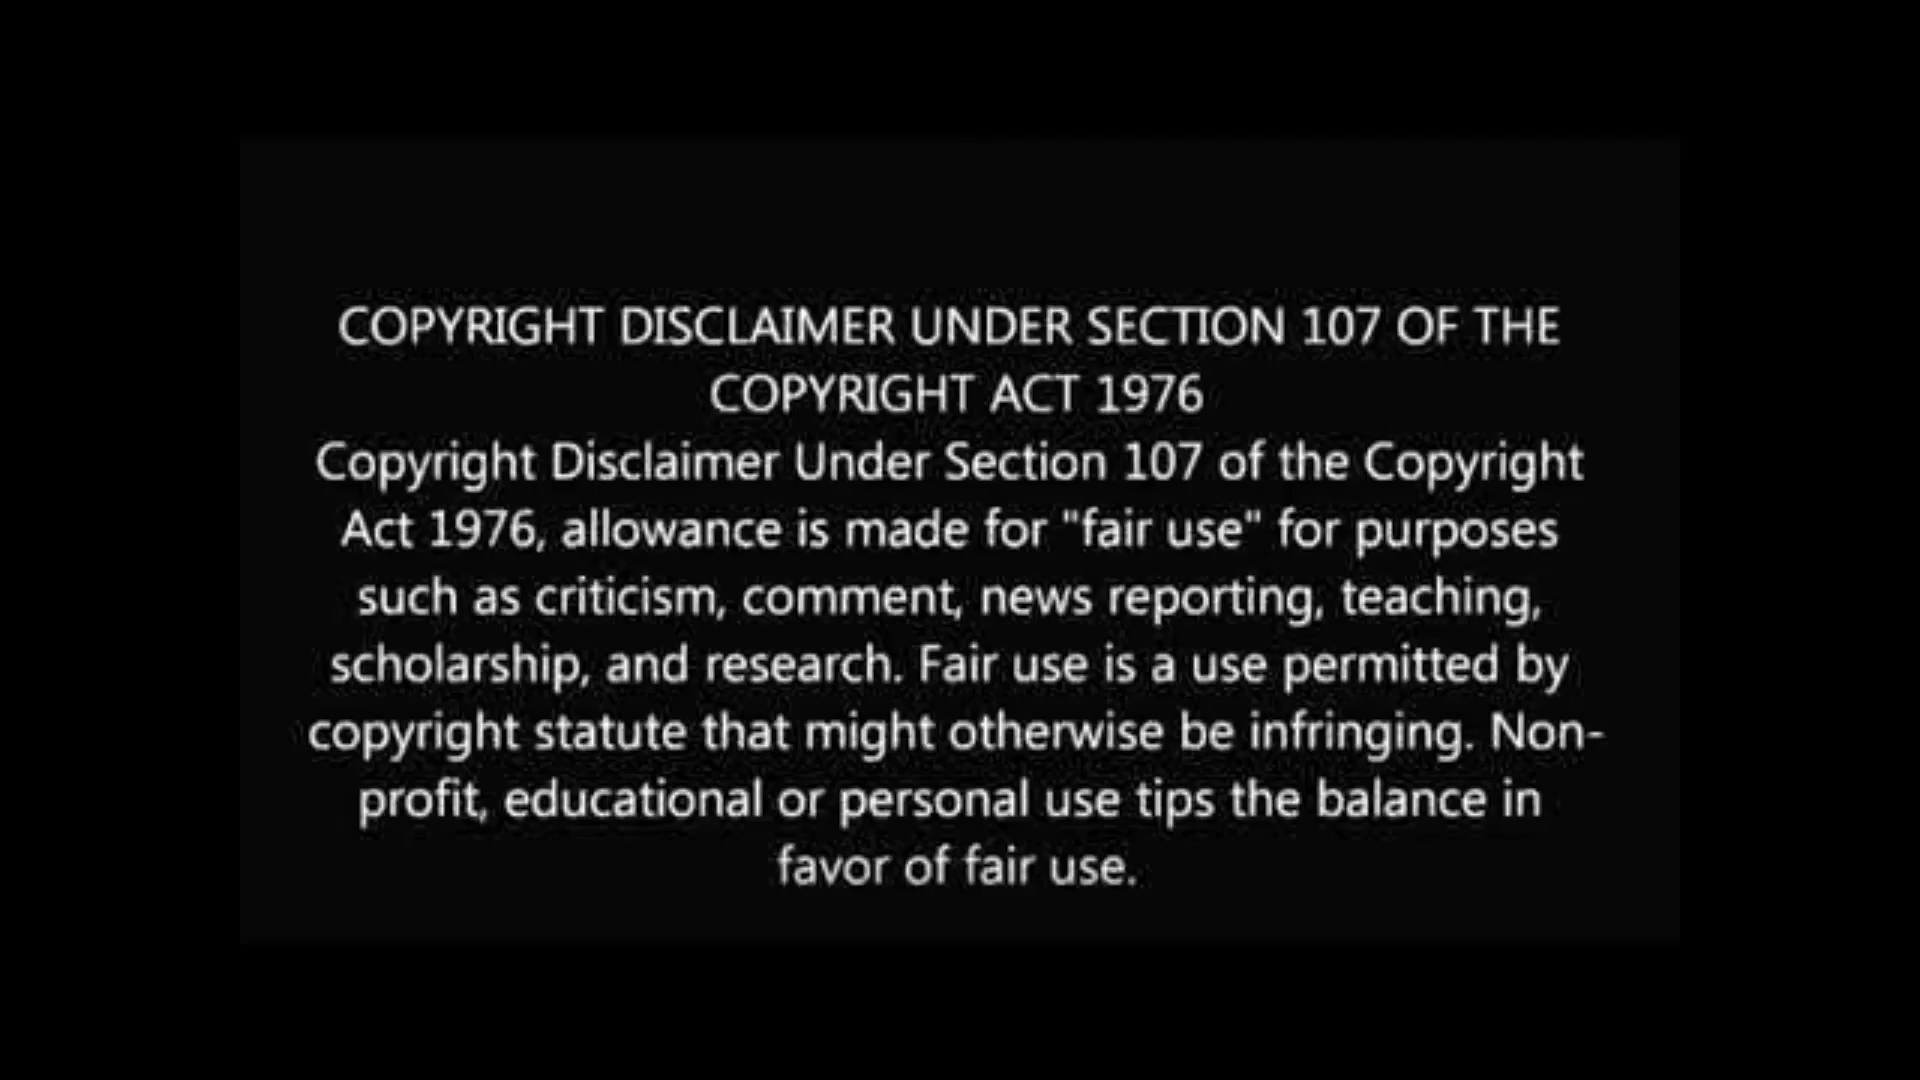 COPYRIGHT DISCLAIMER UNDER SECTION 107 OF THE
COPYRIGHT ACT 1976
Copyright Disclaimer Under Section 107 of the Copyright
Act 1976, allowance is made for "fair use" for purposes
such as criticism, comment, news reporting, teaching,
scholarship, and research. Fair use is a use permitted by
copyright statute that might otherwise be infringing. Non-
profit, educational or personal use tips the balance in
favor of fair use.